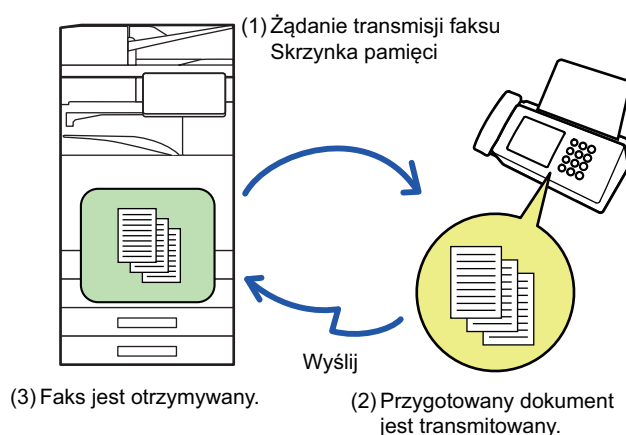 (1) Żądanie transmisji faksu
Skrzynka pamięci
Wyślij
(3) Faks jest otrzymywany.
(2) Przygotowany dokument
jest transmitowany.